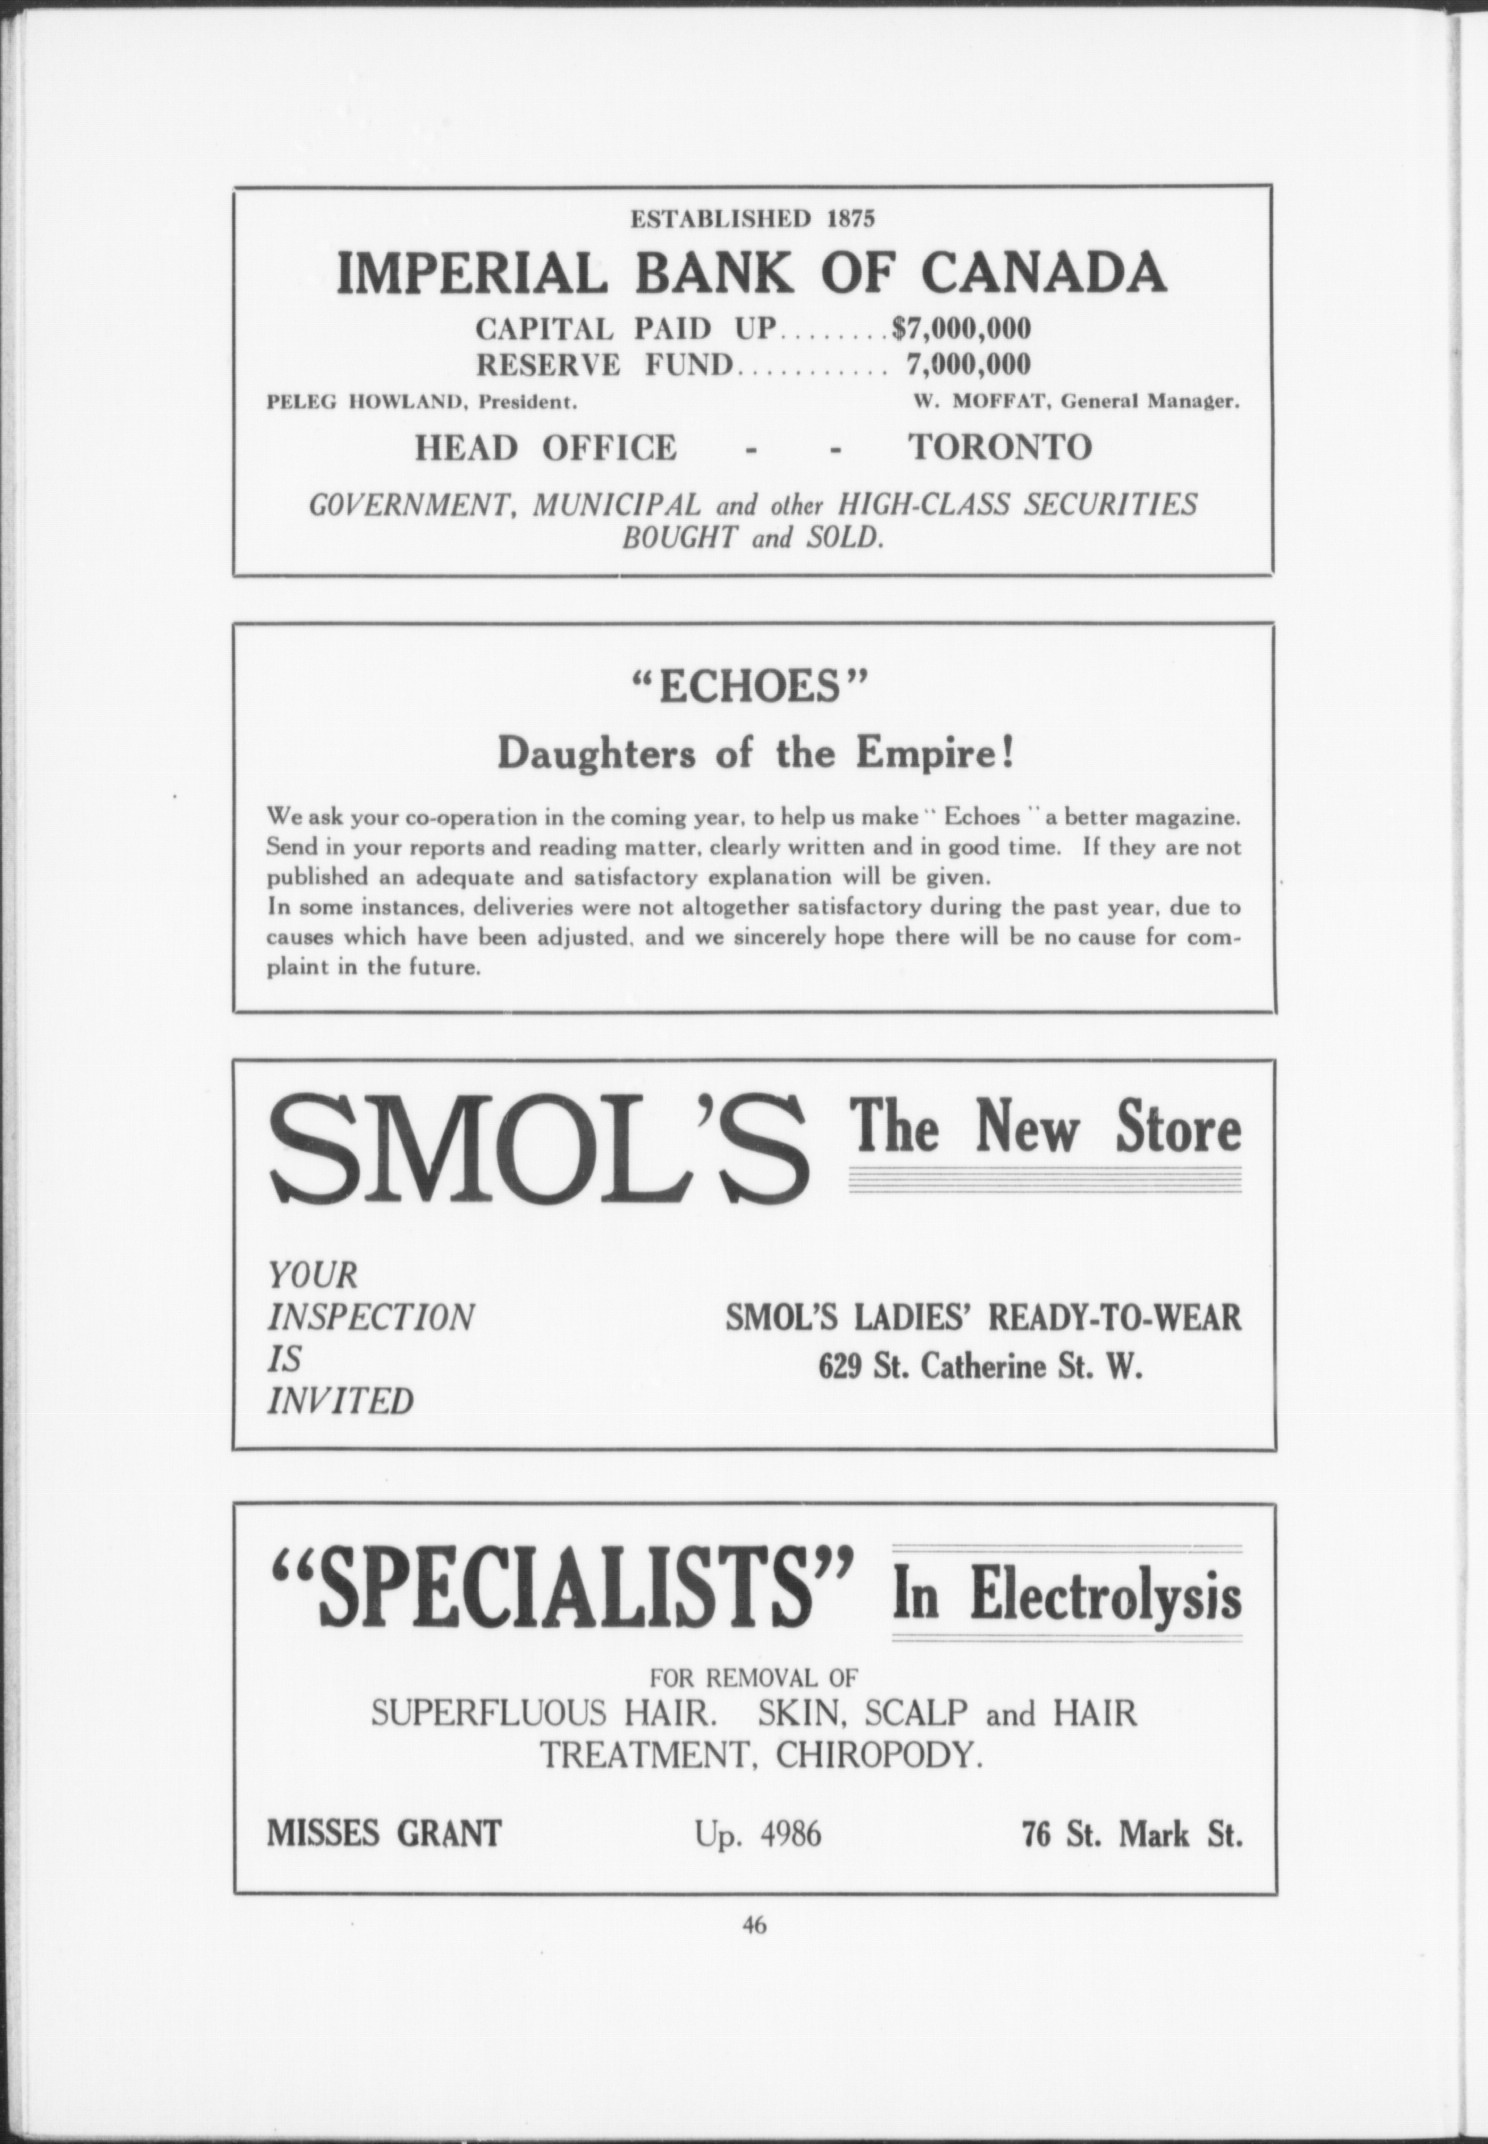 ESTABLISHED 1875
IMPERIAL BANK OF CANADA
CAPITAL PAID UP........$7,000,000
RESERVE FUND........... 7,000,000
PELEG HOWLAND, President. W. MOFFAT, General Manager.
HEAD OFFICE - - TORONTO
GOVERNMENT, MUNICIPAL and other HIGH-CLASS SECURITIES
BOUGHT and SOLD.
“ECHOES”
Daughters of the Empire!
We ask your co-operation in the coming year, to help us make “ Echoes ” a better magazine.
Send in your reports and reading matter, clearly written and in good time. If they are not
published an adequate and satisfactory explanation will be given.
In some instances, deliveries were not altogether satisfactory during the past year, due to
causes which have been adjusted, and we sincerely hope there will be no cause for com-
plaint in the future.
SMOL’S The New Store
YOUR
INSPECTION
IS
INVITED
SMOL’S LADIES’ READY-TO-WEAR
629 St. Catherine St. W.
“SPECIALISTS” In Electrolysis
FOR REMOVAL OF
SUPERFLUOUS HAIR. SKIN, SCALP and HAIR
TREATMENT, CHIROPODY.
MISSES GRANT Up. 4986 76 St. Mark St.
46